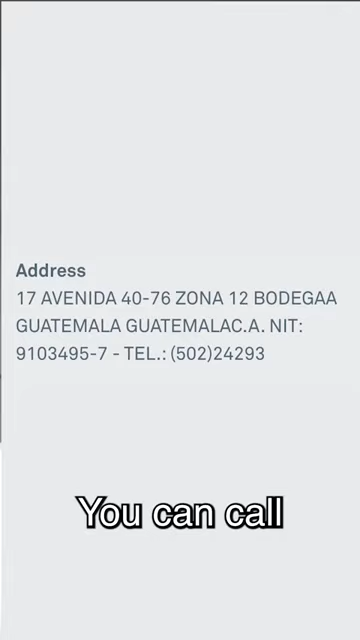 Address
17 AVENIDA 40-76 ZONA 12 BODEGAA
GUATEMALA GUATEMALAC.A. NIT:
9103495-7 - TEL.: (502)24293
You can call